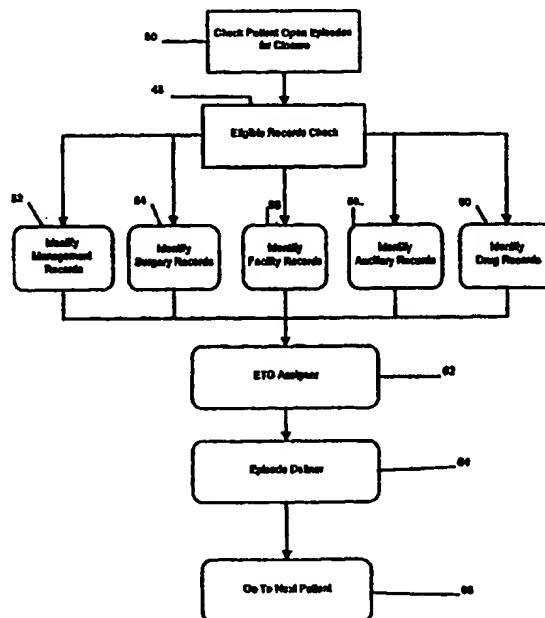 50
Check Patient Open Episodes
for Closure
48
Eligible Records Check
52
54
56
58
60
Identify
Management
Records
Identify
Surgery Records
Identify
Facility Records
Identify
Ancillary Records
Identify
Drug Records
ETG Assigner
62
Episode Definer
64
Go To Next Patient
66